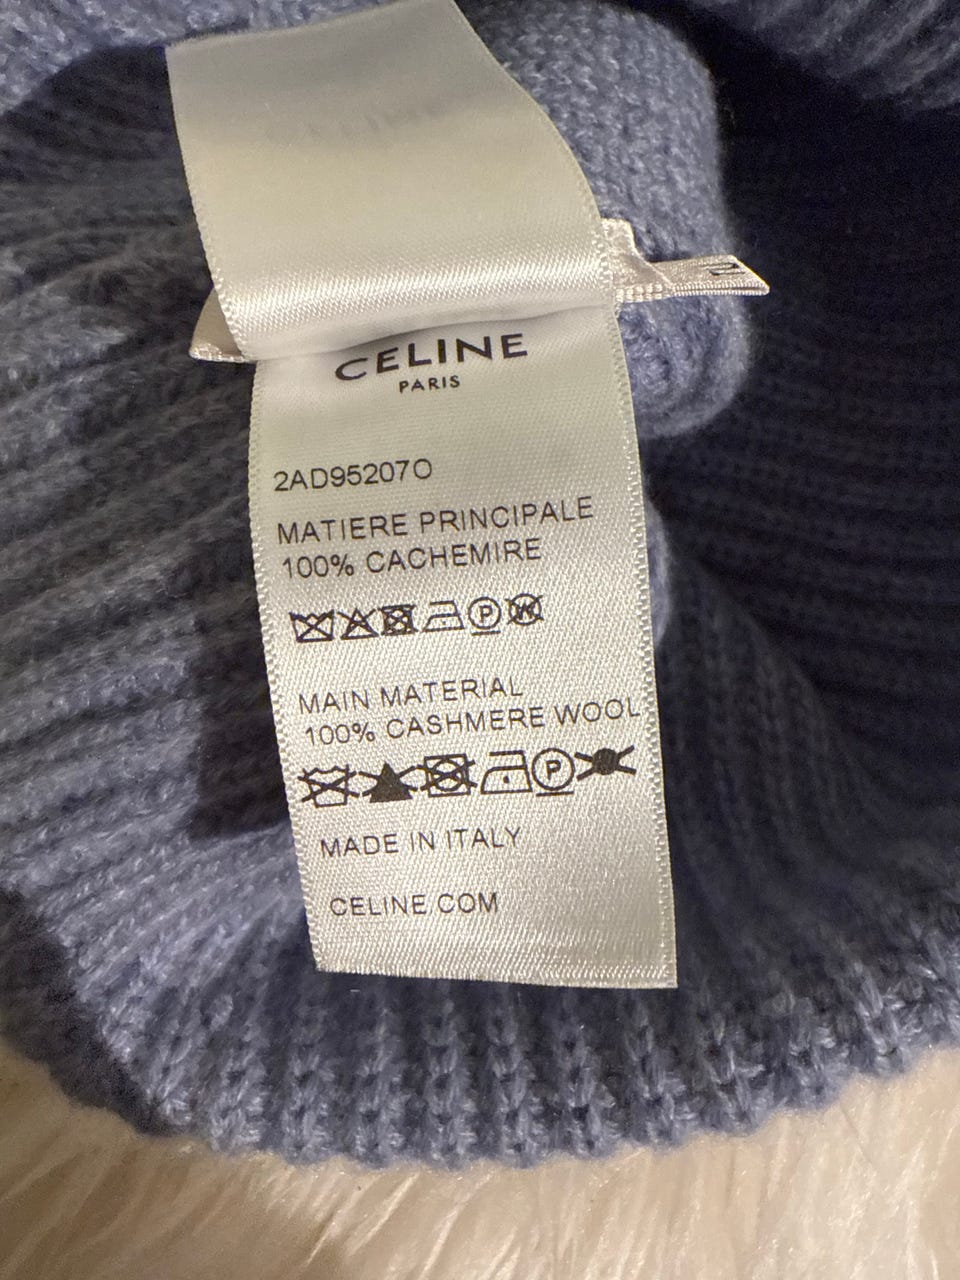 CELINE
PARIS
2AD95207O
MATIERE PRINCIPALE
100% CACHEMIRE
MAIN MATERIAL
100% CASHMERE WOOL
MADE IN ITALY
CELINE.COM